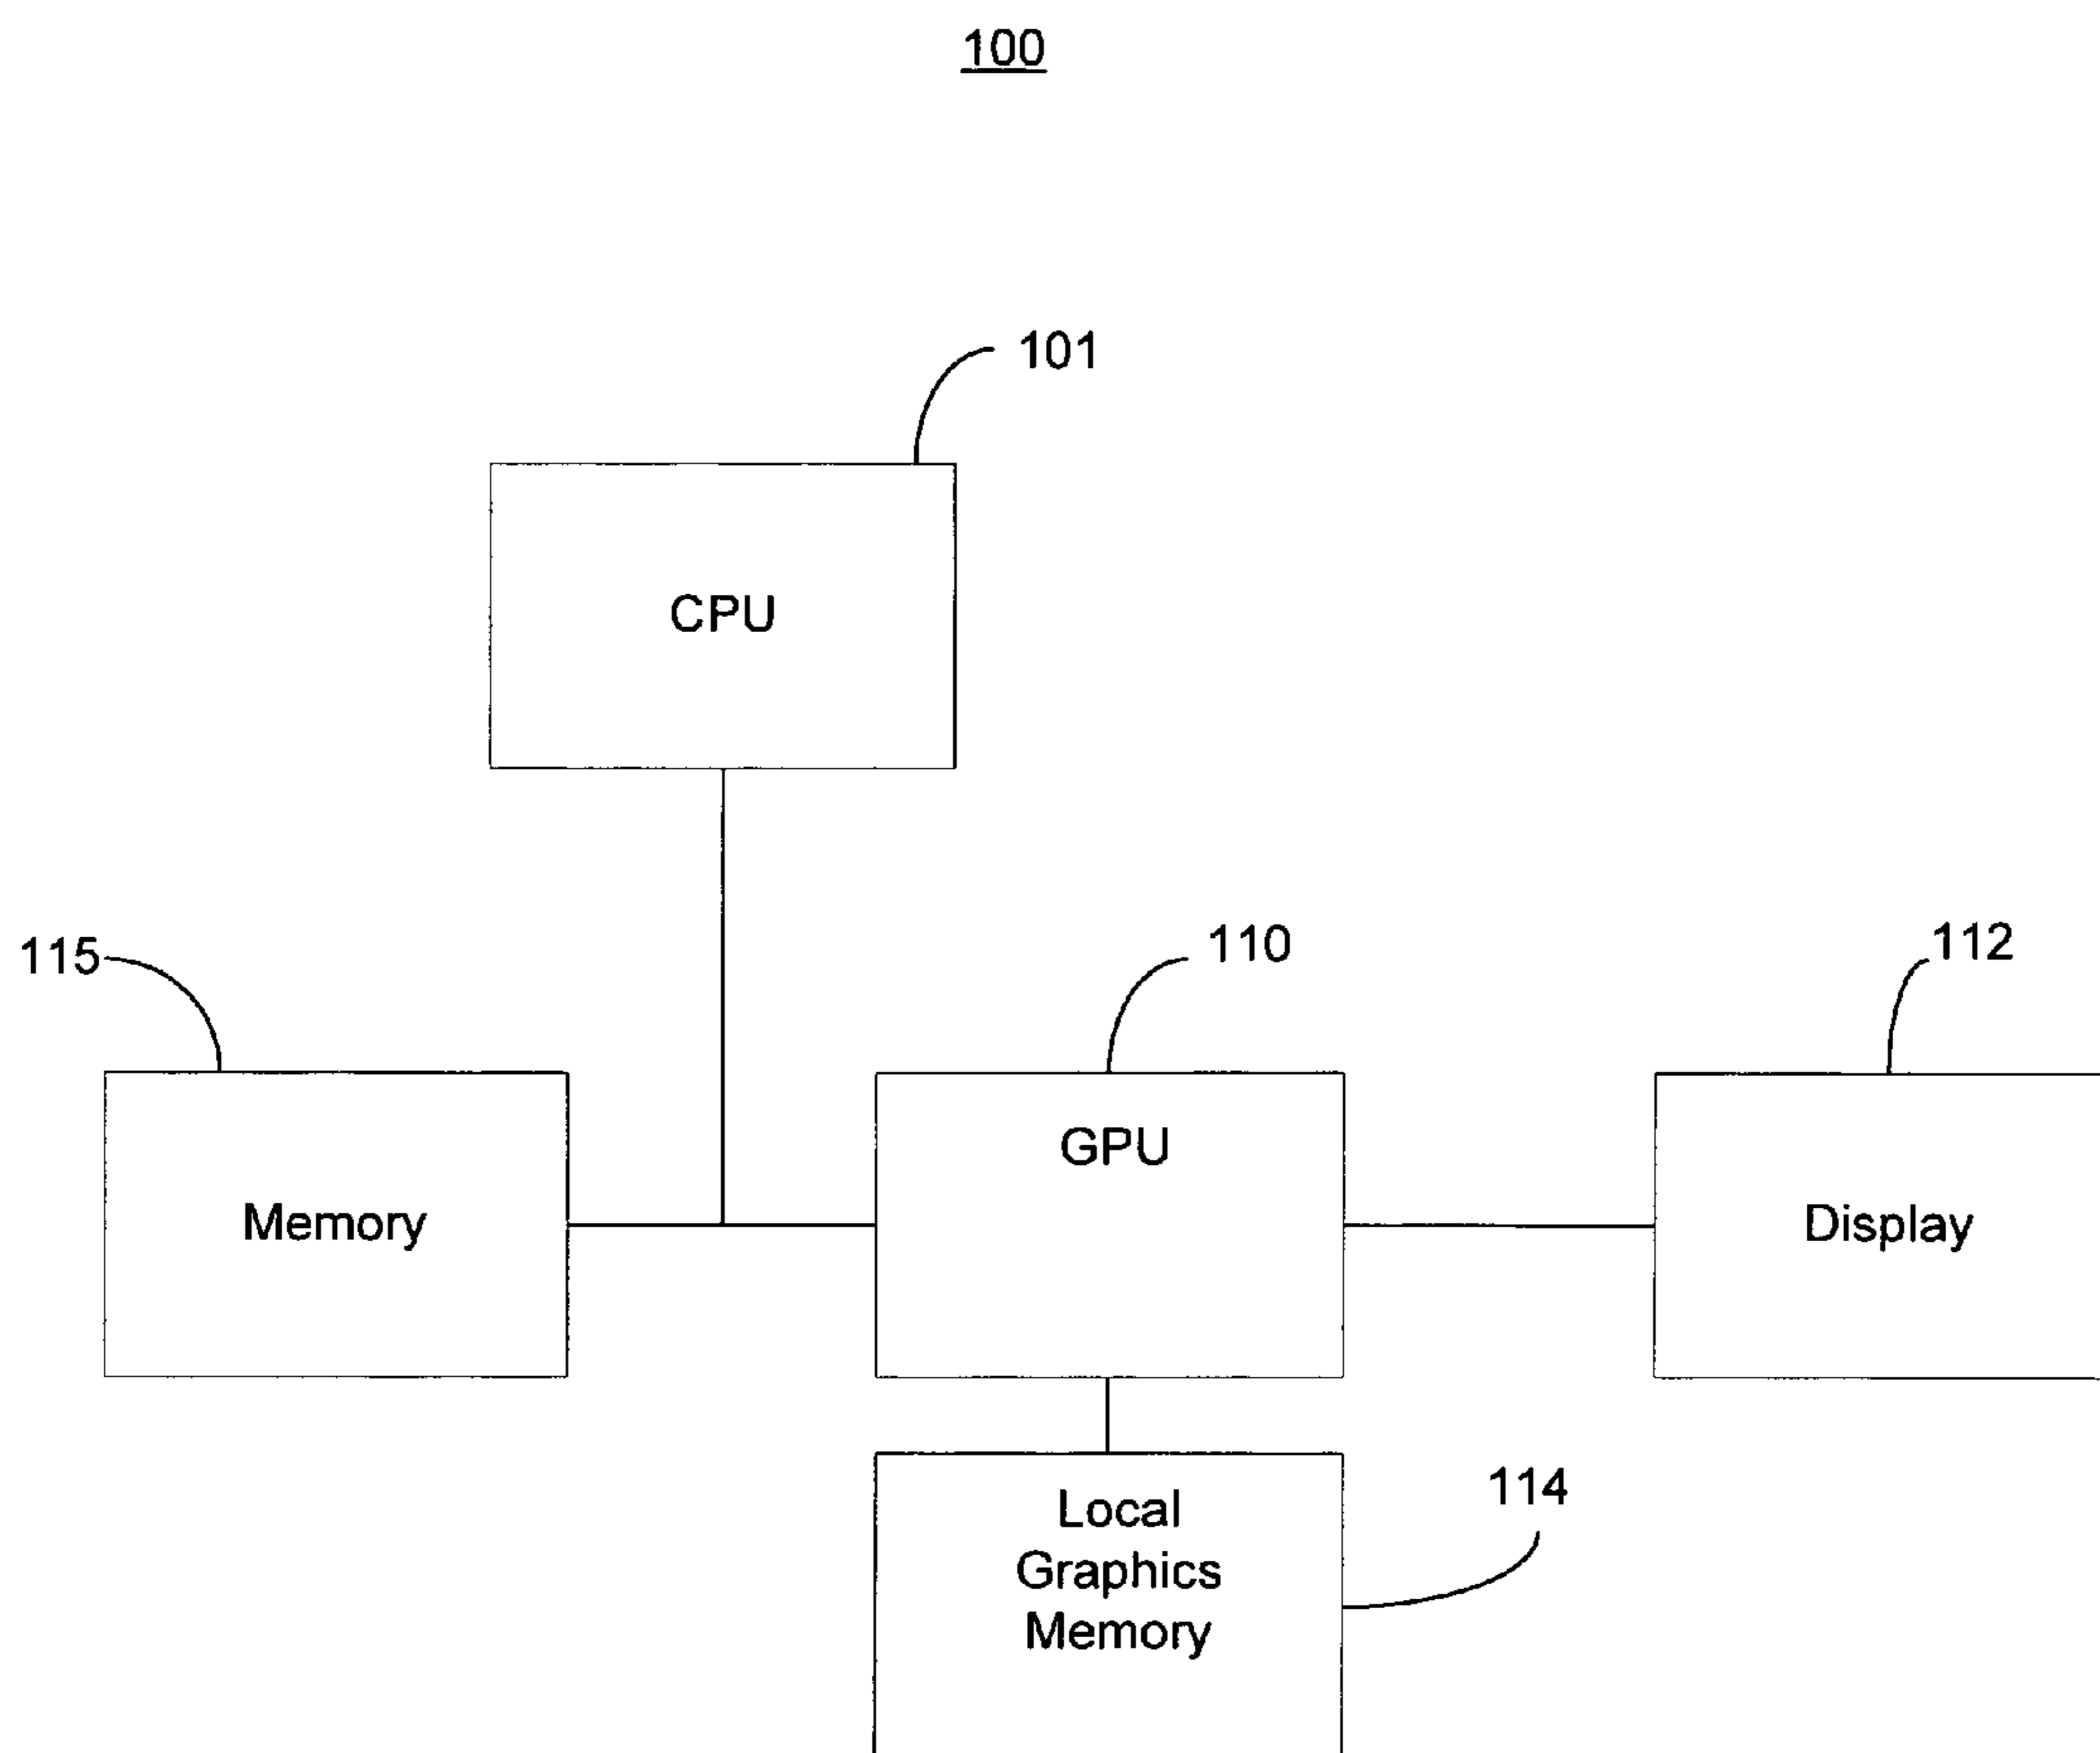 100
101
CPU
115
110
112
Memory
GPU
Display
Local
Graphics
Memory
114